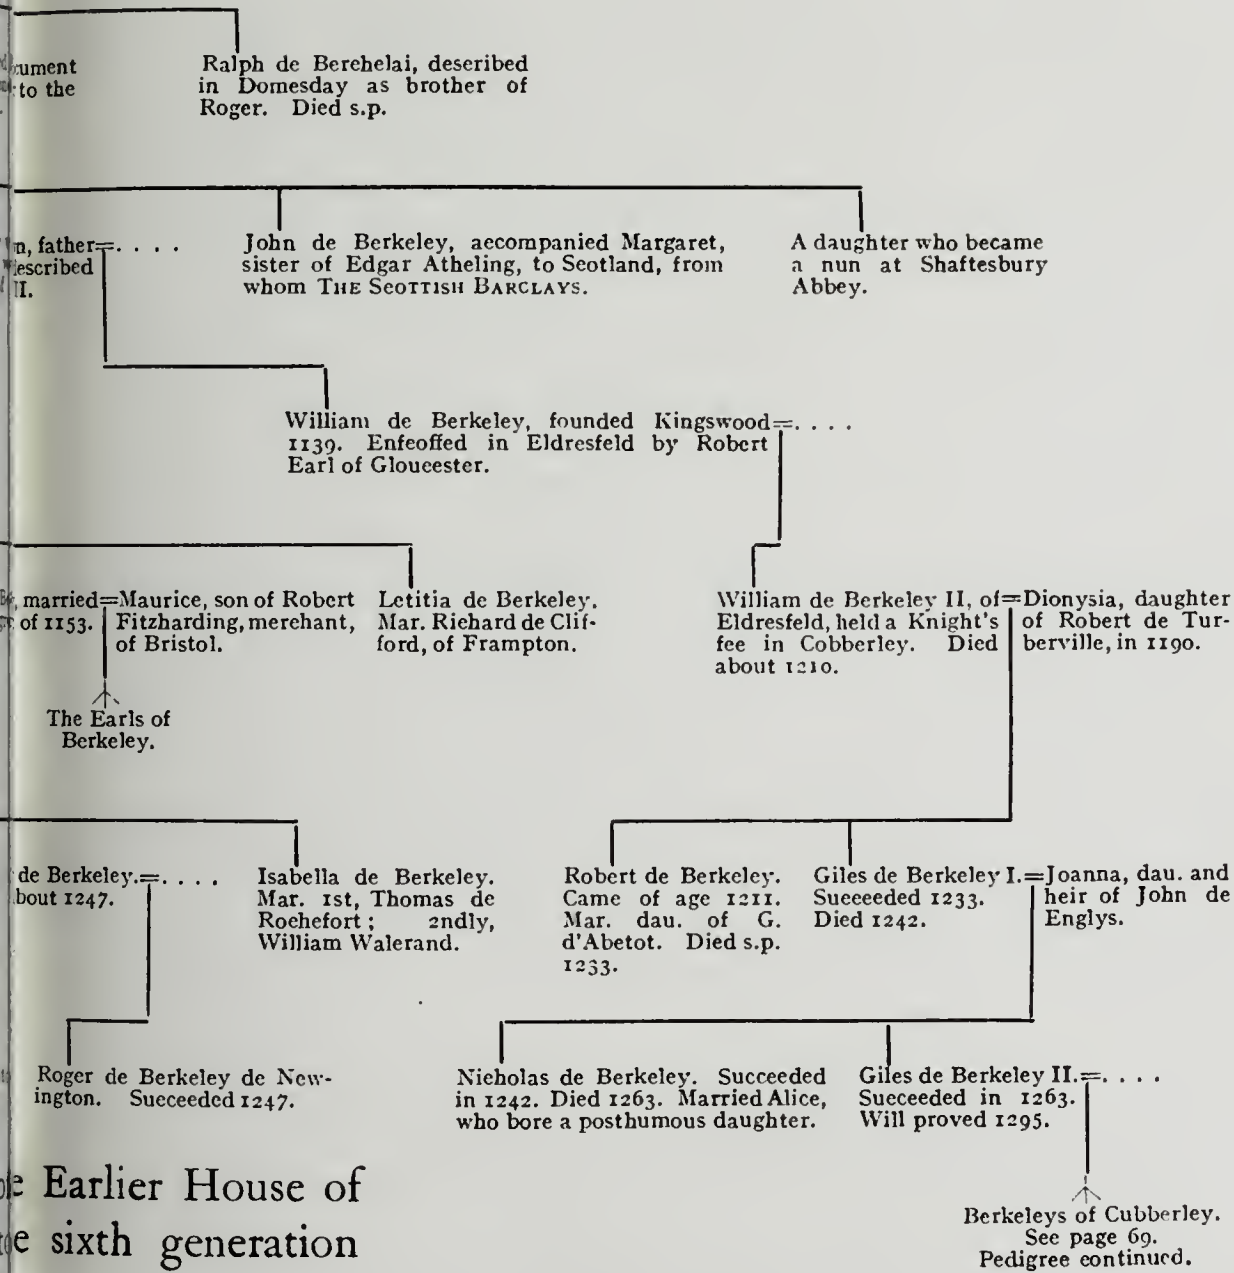 cument
to the
Ralph de Berchelai, described
in Domesday as brother of
Roger. Died s.p.
n, father=. . . .
escribed
II.
John de Berkeley, accompanied Margaret,
sister of Edgar Atheling, to Scotland, from
whom THE SCOTTISH BARCLAYS.
A daughter who became
a nun at Shaftesbury
Abbey.
William de Berkeley, founded Kingswood=. . . .
1139. Enfeoffed in Eldresfeld by Robert
Earl of Gloucester.
, married=Maurice, son of Robert
of 1153. Fitzharding, merchant,
of Bristol.
The Earls of
Berkeley.
Letitia de Berkeley.
Mar. Richard de Clif-
ford, of Frampton.
William de Berkeley II, of=Dionysia, daughter
Eldresfeld, held a Knight's of Robert de Tur-
fee in Cobberley. Died berville, in 1190.
about 1210.
de Berkeley.=. . . .
bout 1247.
Isabella de Berkeley.
Mar. 1st, Thomas de
Rochefort; 2ndly,
William Walerand.
Robert de Berkeley.
Came of age 1211.
Mar. dau. of G.
d'Abetot. Died s.p.
1233.
Giles de Berkeley I.=Joanna, dau. and
Succeeded 1233. heir of John de
Died 1242. Englys.
Roger de Berkeley de New-
ington. Succeeded 1247.
Nicholas de Berkeley. Succeeded
in 1242. Died 1263. Married Alice,
who bore a posthumous daughter.
Giles de Berkeley II.=. . . .
Succeeded in 1263.
Will proved 1295.
Berkeleys of Cubberley.
See page 69.
Pedigree continued.
e Earlier House of
e sixth generation